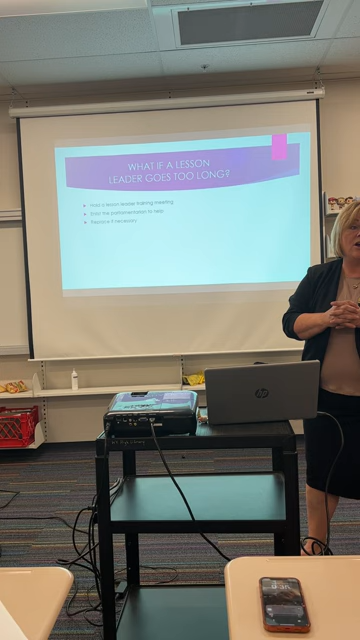 WHAT IF A LESSON
LEADER GOES TOO LONG?
Hold a lesson leader training meeting
the parliamentarian to help
Replace if necessary
hp